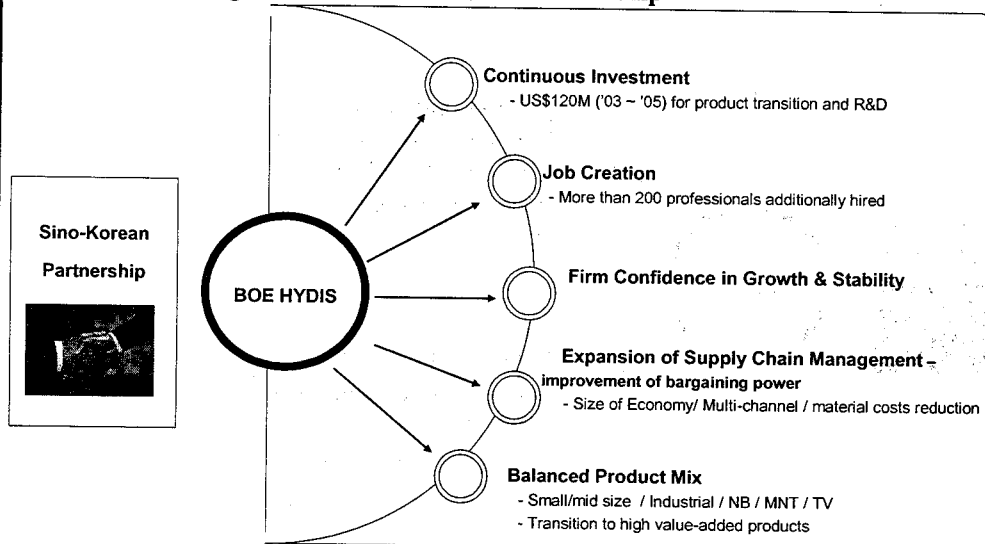 Sino-Korean
Partnership
BOE HYDIS
Continuous Investment
- US$120M ('03 ~ '05) for product transition and R&D
Job Creation
- More than 200 professionals additionally hired
Firm Confidence in Growth & Stability
Expansion of Supply Chain Management –
improvement of bargaining power
- Size of Economy/ Multi-channel / material costs reduction
Balanced Product Mix
- Small/mid size / Industrial / NB / MNT / TV
- Transition to high value-added products